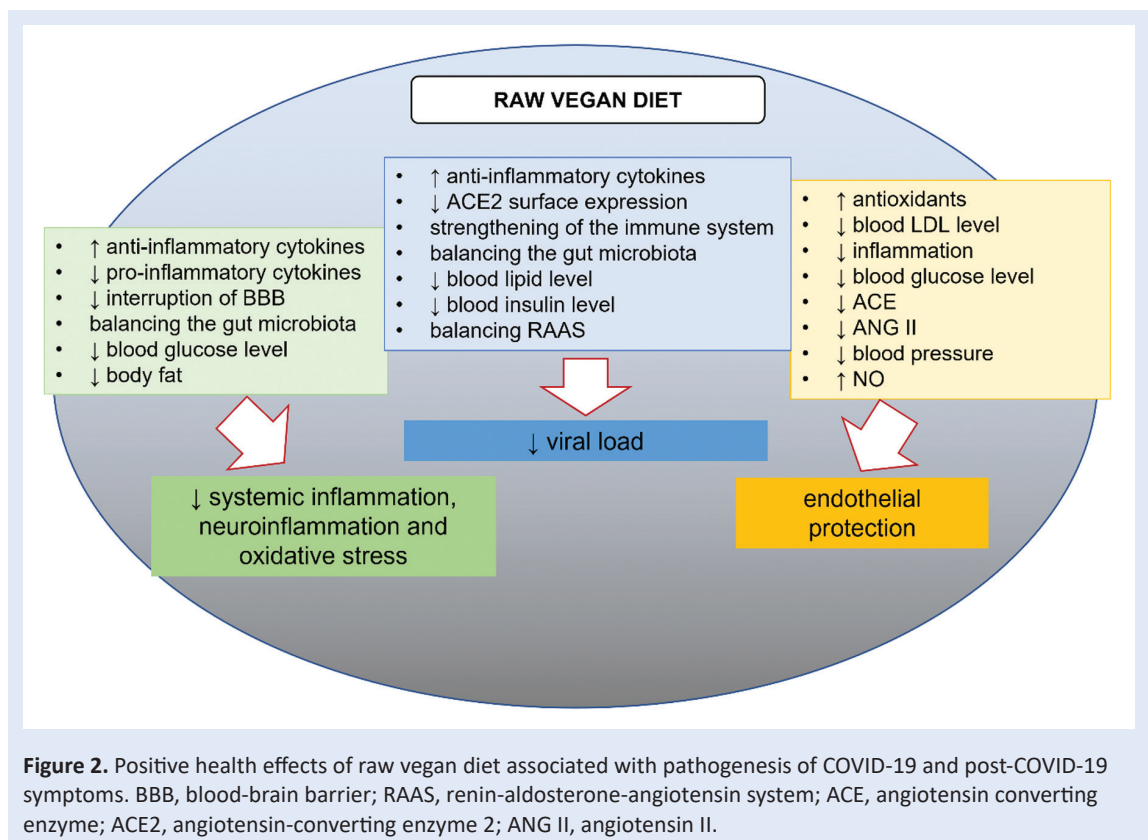 RAW VEGAN DIET
• ↑ anti-inflammatory cytokines
• ↓ pro-inflammatory cytokines
• ↓ interruption of BBB
• balancing the gut microbiota
• ↓ blood glucose level
• ↓ body fat
• ↑ anti-inflammatory cytokines
• ↓ ACE2 surface expression
• strengthening of the immune system
• balancing the gut microbiota
• ↓ blood lipid level
• ↓ blood insulin level
• balancing RAAS
• ↑ antioxidants
• ↓ blood LDL level
• ↓ inflammation
• ↓ blood glucose level
• ↓ ACE
• ↓ ANG II
• ↓ blood pressure
• ↑ NO
↓ systemic inflammation,
neuroinflammation and
oxidative stress
↓ viral load
endothelial
protection
Figure 2. Positive health effects of raw vegan diet associated with pathogenesis of COVID-19 and post-COVID-19
symptoms. BBB, blood-brain barrier; RAAS, renin-aldosterone-angiotensin system; ACE, angiotensin converting
enzyme; ACE2, angiotensin-converting enzyme 2; ANG II, angiotensin II.